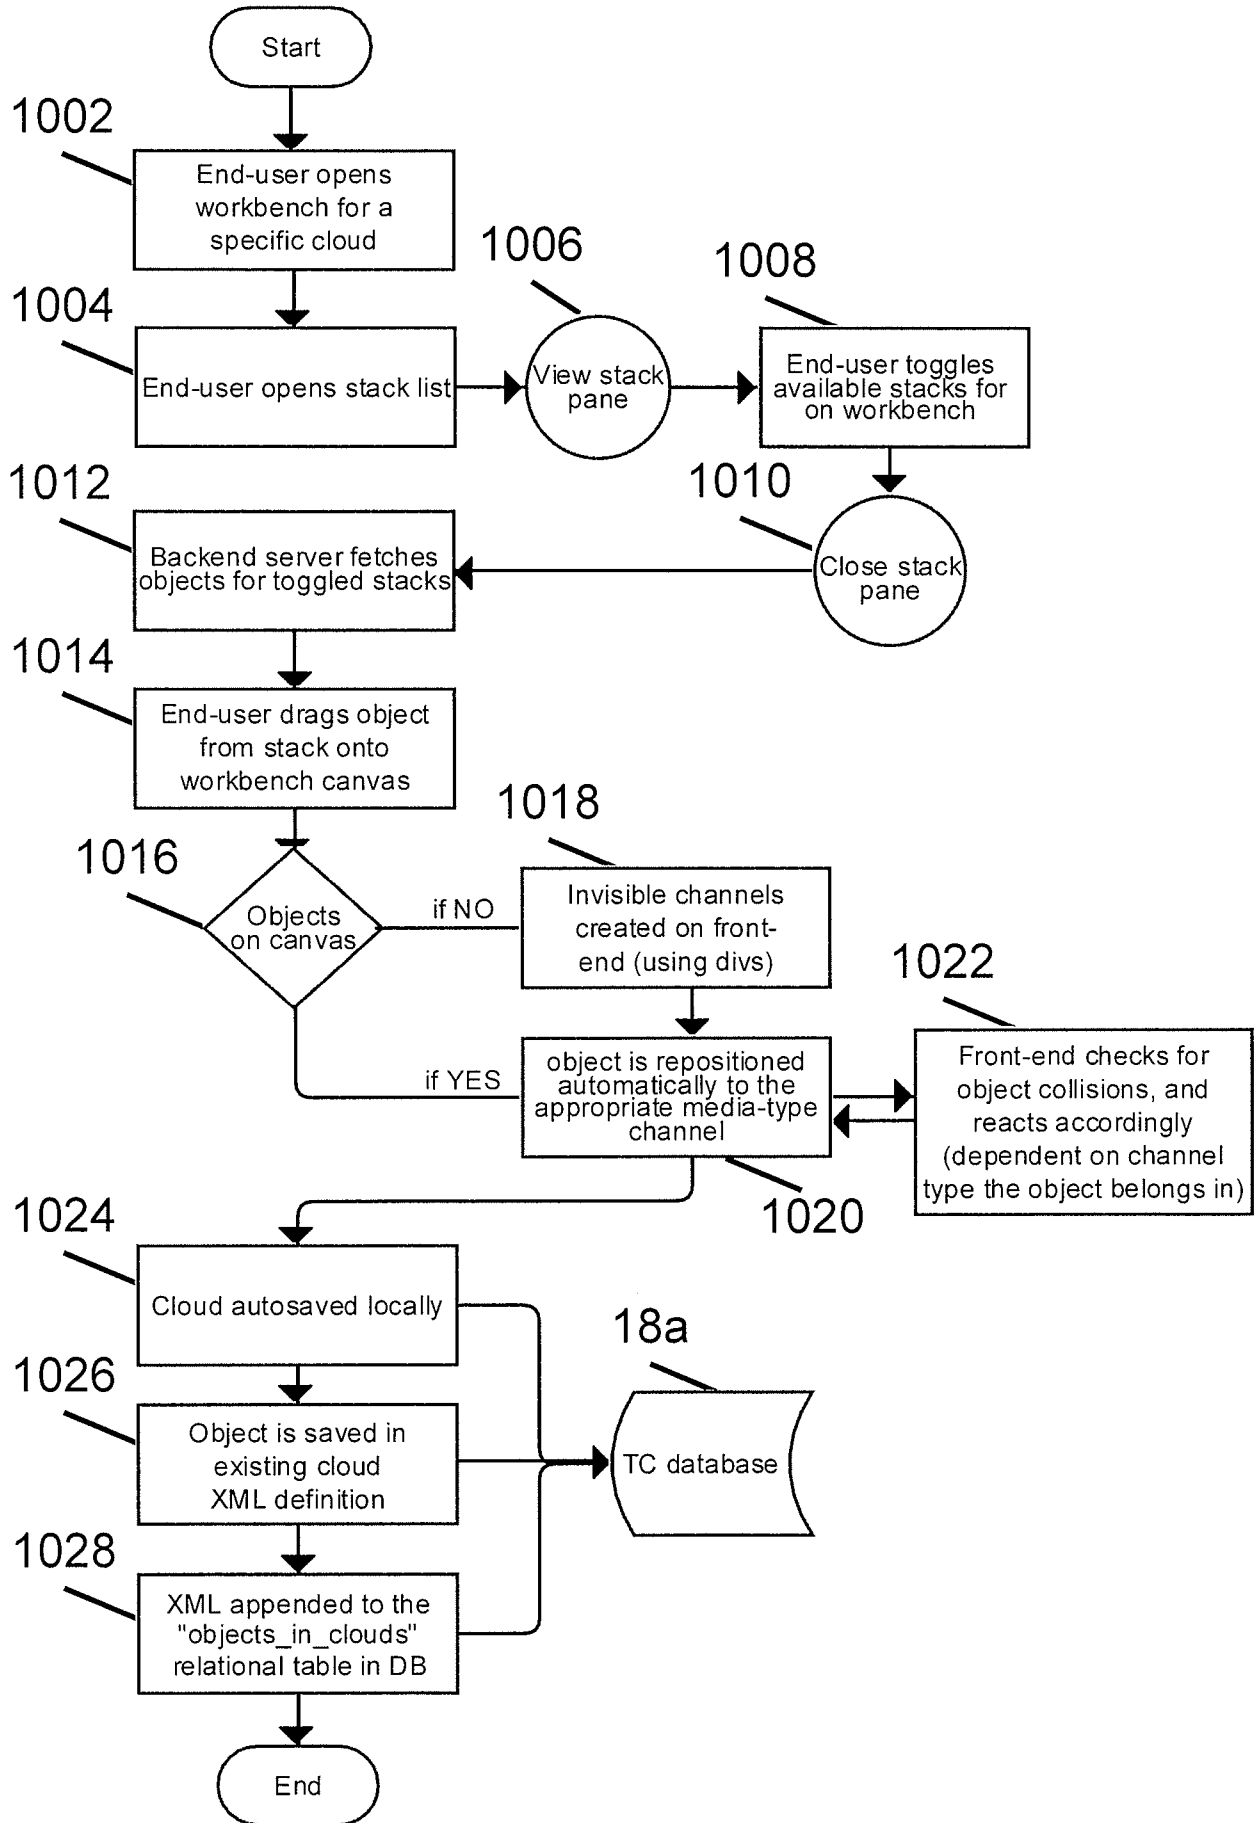 Start
1002
End-user opens
workbench for a
specific cloud
1004
End-user opens stack list
1006
View stack
pane
1008
End-user toggles
available stacks for
on workbench
1010
Close stack
pane
1012
Backend server fetches
objects for toggled stacks
1014
End-user drags object
from stack onto
workbench canvas
1016
Objects
on canvas
if NO
1018
Invisible channels
created on front-
end (using divs)
if YES
object is repositioned
automatically to the
appropriate media-type
channel
1020
1022
Front-end checks for
object collisions, and
reacts accordingly
(dependent on channel
type the object belongs in)
1024
Cloud autosaved locally
1026
Object is saved in
existing cloud
XML definition
18a
TC database
1028
XML appended to the
"objects_in_clouds"
relational table in DB
End